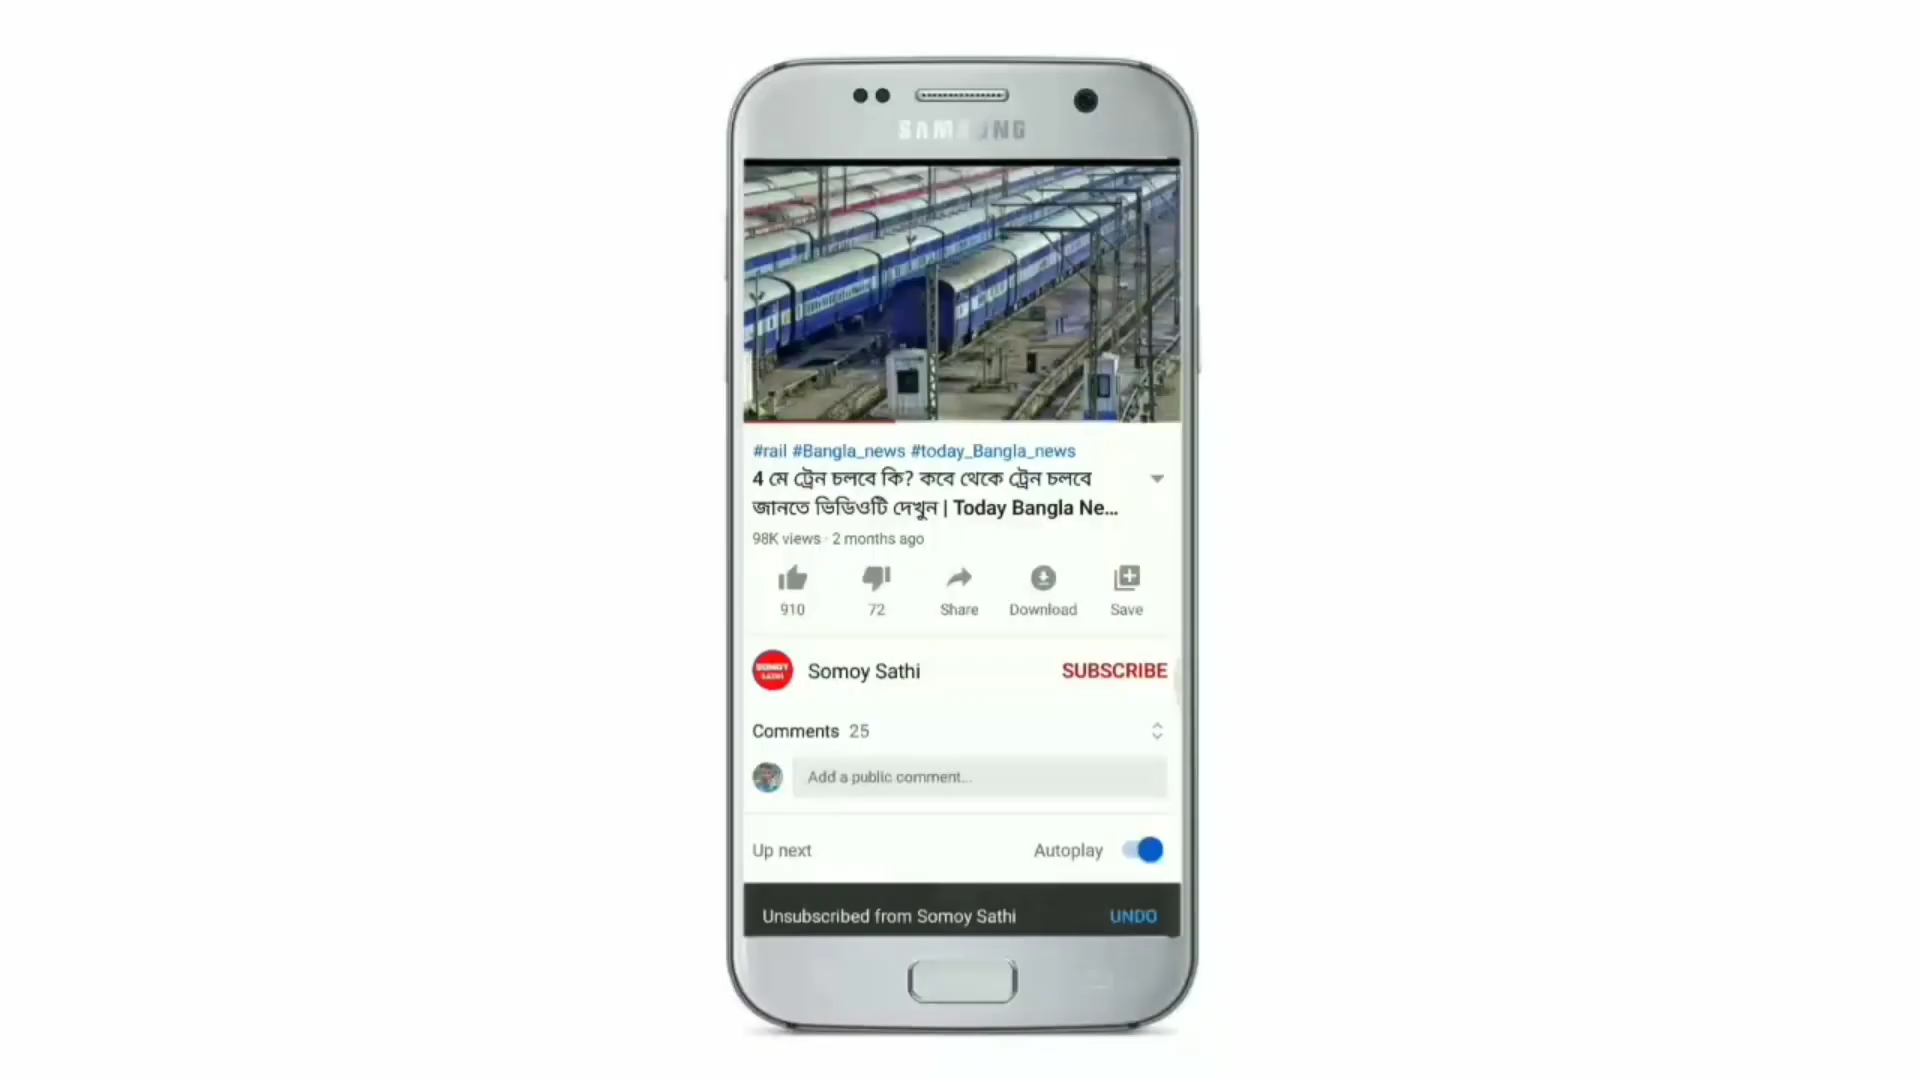 SAMSUNG
#rail #Bangla_news #today_Bangla_news
4 মে ট্রেন চলবে কি? কবে থেকে ট্রেন চলবে
জানতে ভিডিওটি দেখুন | Today Bangla Ne...
98K views · 2 months ago
910 72 Share Download Save
SOMOY
SATHI
Somoy Sathi SUBSCRIBE
Comments 25
Add a public comment...
Up next Autoplay
Unsubscribed from Somoy Sathi UNDO